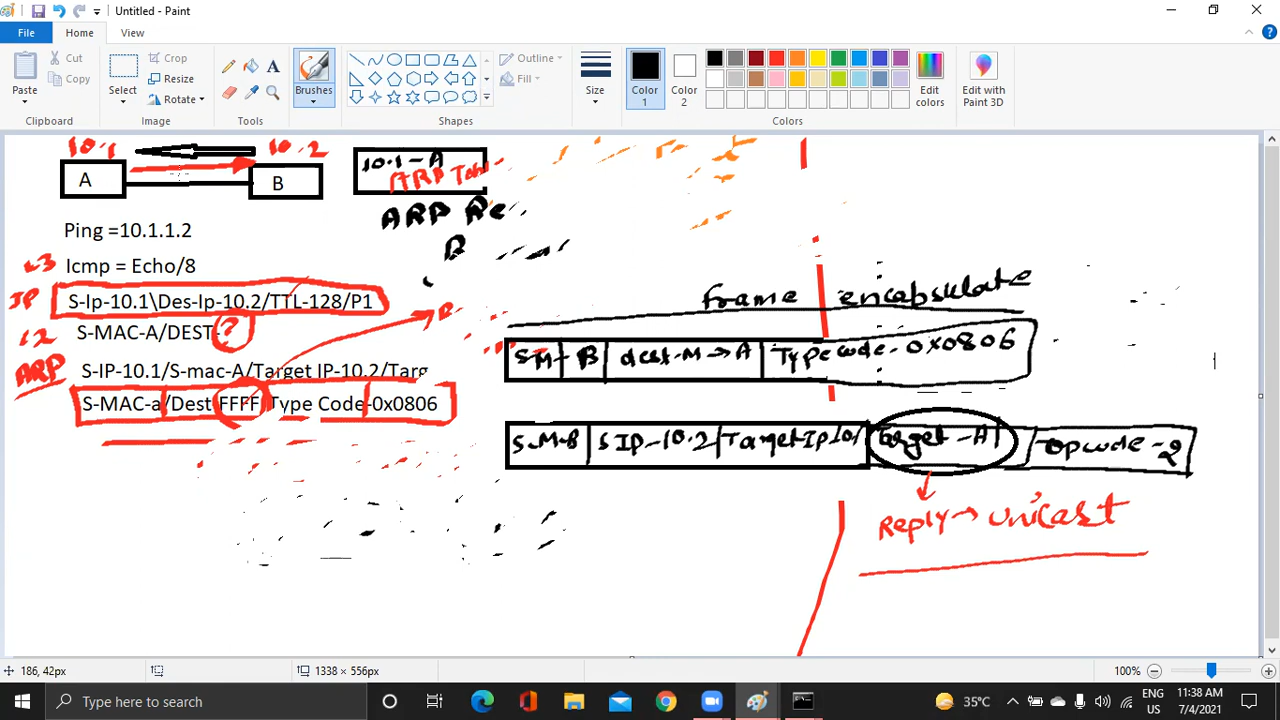 Untitled - Paint
File
Home
View
Paste
Cut
Copy
Clipboard
Select
Crop
Resize
Rotate
Image
A
Tools
Brushes
Outline
Fill
Shapes
Size
Color 1
Color 2
Edit colors
Edit with Paint 3D
Colors
10.1
10.2
A
B
10.1-A
ARP
ARP Re
B
Ping =10.1.1.2
L3
Icmp = Echo/8
IP
S-Ip-10.1\Des-Ip-10.2/TTL-128/P1
L2
S-MAC-A/DEST-?
ARP
S-IP-10.1/S-mac-A/Target IP-10.2/Targ
S-MAC-a/Dest-FFFF/Type Code-0x0806
frame encapsulate
SM- B dest-M→A Type code-0x0806
S-M-B SIP-10.2/Target IP 10/ Target-A opcode-2
Reply→ unicast
186, 42px
1338 × 556px
100%
Type here to search
35°C
ENG
US
11:38 AM
7/4/2021